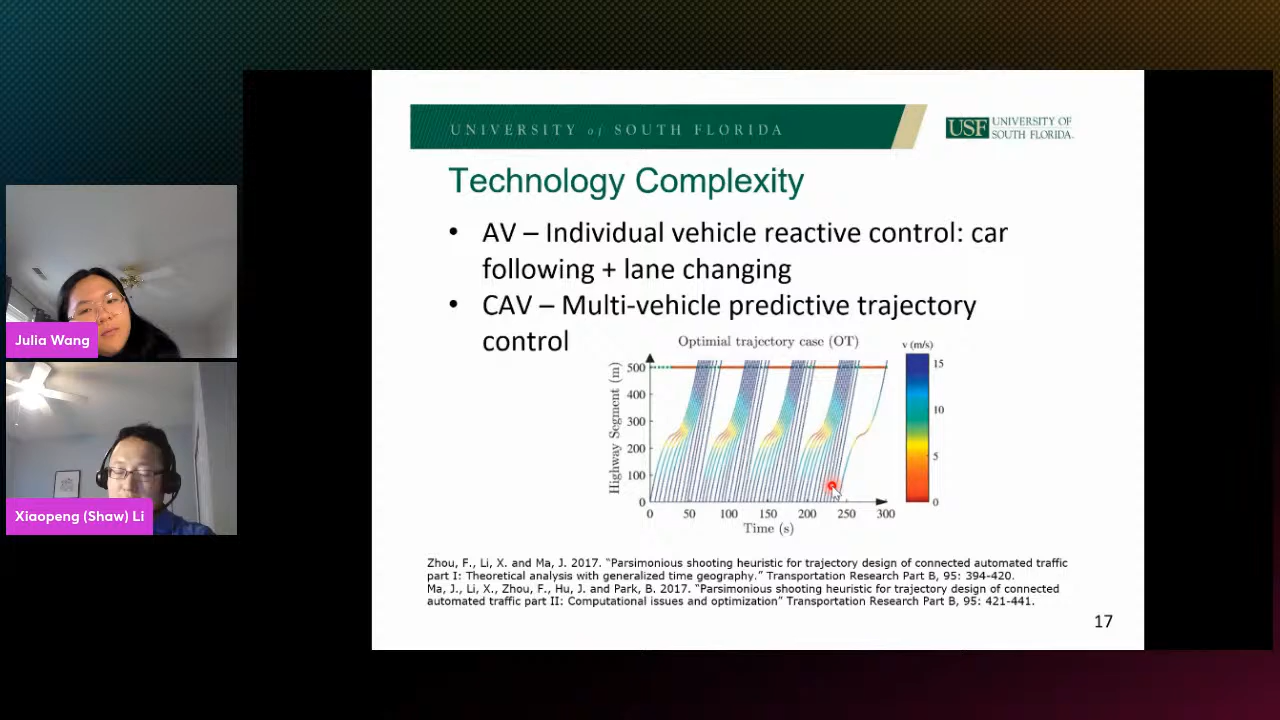 UNIVERSITY of SOUTH FLORIDA
USF UNIVERSITY OF
SOUTH FLORIDA.
Technology Complexity
• AV – Individual vehicle reactive control: car
following + lane changing
• CAV – Multi-vehicle predictive trajectory
control
Optimial trajectory case (OT)
v (m/s)
15
10
5
0
Highway Segment (m)
500
400
300
200
100
0
0 50 100 150 200 250 300
Time (s)
Zhou, F., Li, X. and Ma, J. 2017. “Parsimonious shooting heuristic for trajectory design of connected automated traffic
part I: Theoretical analysis with generalized time geography.” Transportation Research Part B, 95: 394-420.
Ma, J., Li, X., Zhou, F., Hu, J. and Park, B. 2017. “Parsimonious shooting heuristic for trajectory design of connected
automated traffic part II: Computational issues and optimization” Transportation Research Part B, 95: 421-441.
17
Julia Wang
Xiaopeng (Shaw) Li